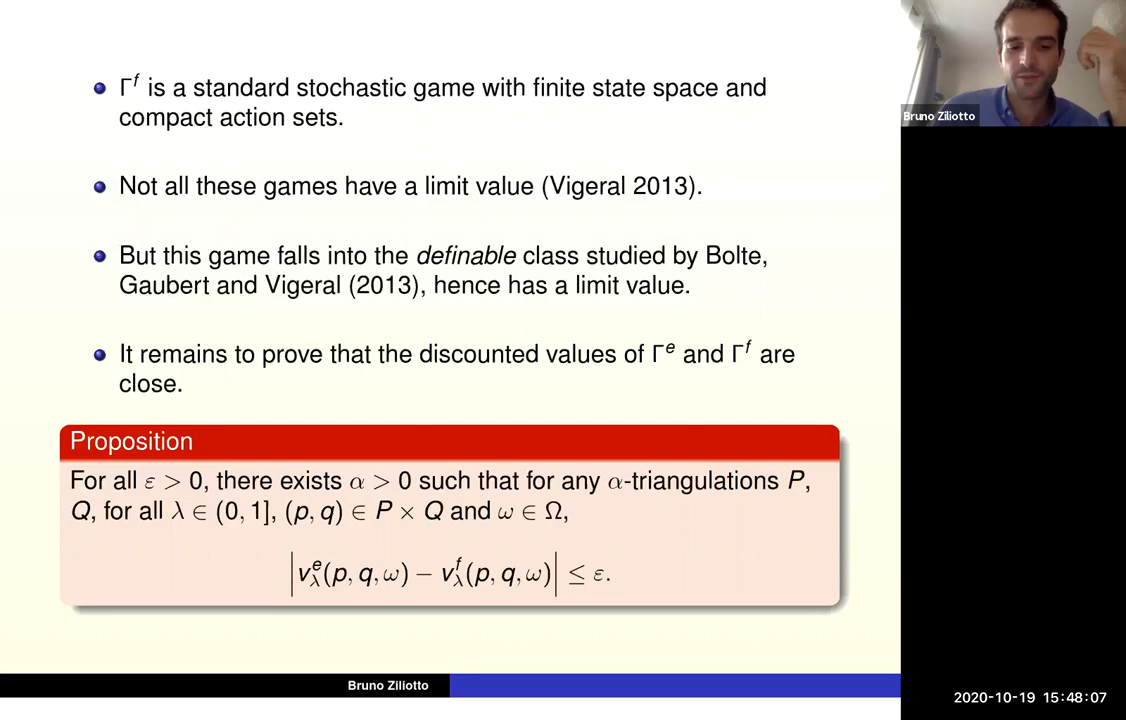 Γ^f is a standard stochastic game with finite state space and
compact action sets.
Not all these games have a limit value (Vigeral 2013).
But this game falls into the definable class studied by Bolte,
Gaubert and Vigeral (2013), hence has a limit value.
It remains to prove that the discounted values of Γ^e and Γ^f are
close.
Proposition
For all ε > 0, there exists α > 0 such that for any α-triangulations P,
Q, for all λ ∈ (0, 1], (p, q) ∈ P × Q and ω ∈ Ω,
|v_λ^e(p, q, ω) − v_λ^f(p, q, ω)| ≤ ε.
Bruno Ziliotto
Bruno Ziliotto
2020-10-19 15:48:07